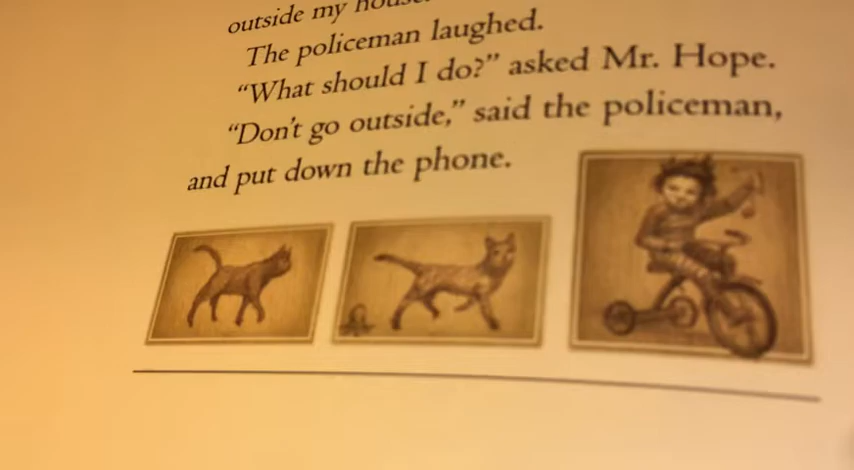 outside my house
The policeman laughed.
“What should I do?” asked Mr. Hope.
“Don’t go outside,” said the policeman,
and put down the phone.